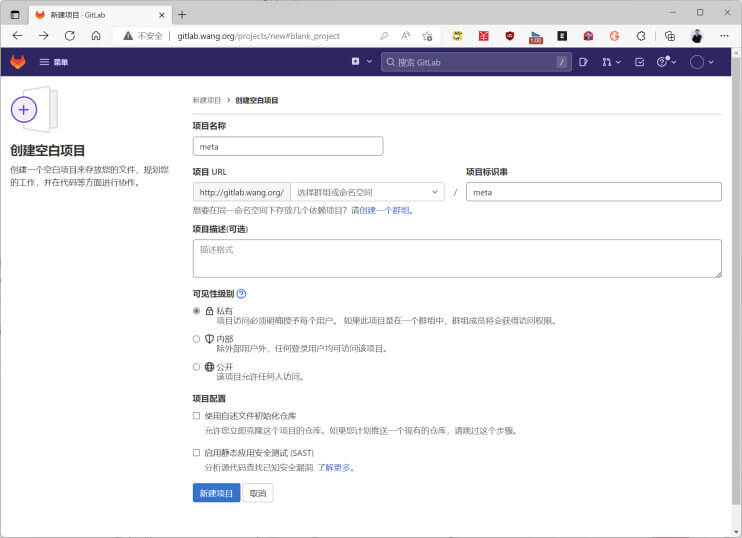 新建项目 · GitLab
不安全 gitlab.wang.org/projects/new#blank_project
1.00
菜单
搜索 GitLab /
新建项目 > 创建空白项目
创建空白项目
创建一个空白项目来存放您的文件，规划您
的工作，并在代码等方面进行协作。
项目名称
meta
项目 URL
项目标识串
http://gitlab.wang.org/ 选择群组或命名空间 / meta
想要在同一命名空间下存放几个依赖项目？请创建一个群组。
项目描述(可选)
描述格式
可见性级别
私有
项目访问必须明确授予每个用户。 如果此项目是在一个群组中，群组成员将会获得访问权限。
内部
除外部用户外，任何登录用户均可访问该项目。
公开
该项目允许任何人访问。
项目配置
使用自述文件初始化仓库
允许您立即克隆这个项目的仓库。如果您计划推送一个现有的仓库，请跳过这个步骤。
启用静态应用安全测试 (SAST)
分析源代码查找已知安全漏洞. 了解更多。
新建项目 取消